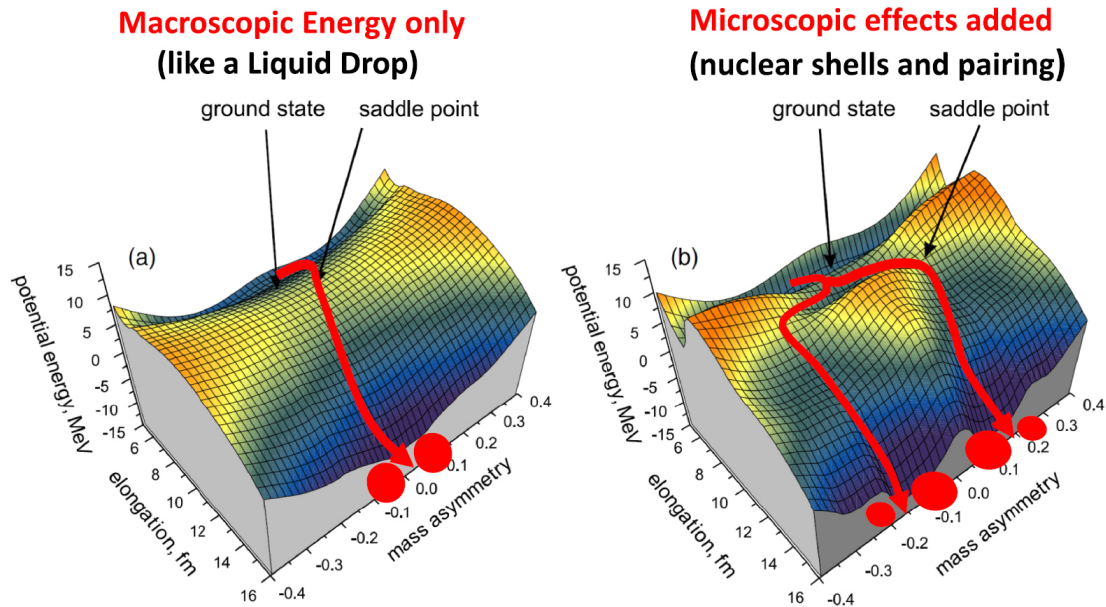 Macroscopic Energy only
(like a Liquid Drop)
ground state
saddle point
(a)
potential energy, MeV
15
10
5
0
-5
-10
-15
6
8
10
12
14
16
elongation, fm
-0.4
-0.3
-0.2
-0.1
0.0
0.1
0.2
0.3
0.4
mass asymmetry
Microscopic effects added
(nuclear shells and pairing)
ground state
saddle point
(b)
potential energy, MeV
15
10
5
0
-5
-10
-15
6
8
10
12
14
16
elongation, fm
-0.4
-0.3
-0.2
-0.1
0.0
0.1
0.2
0.3
0.4
mass asymmetry